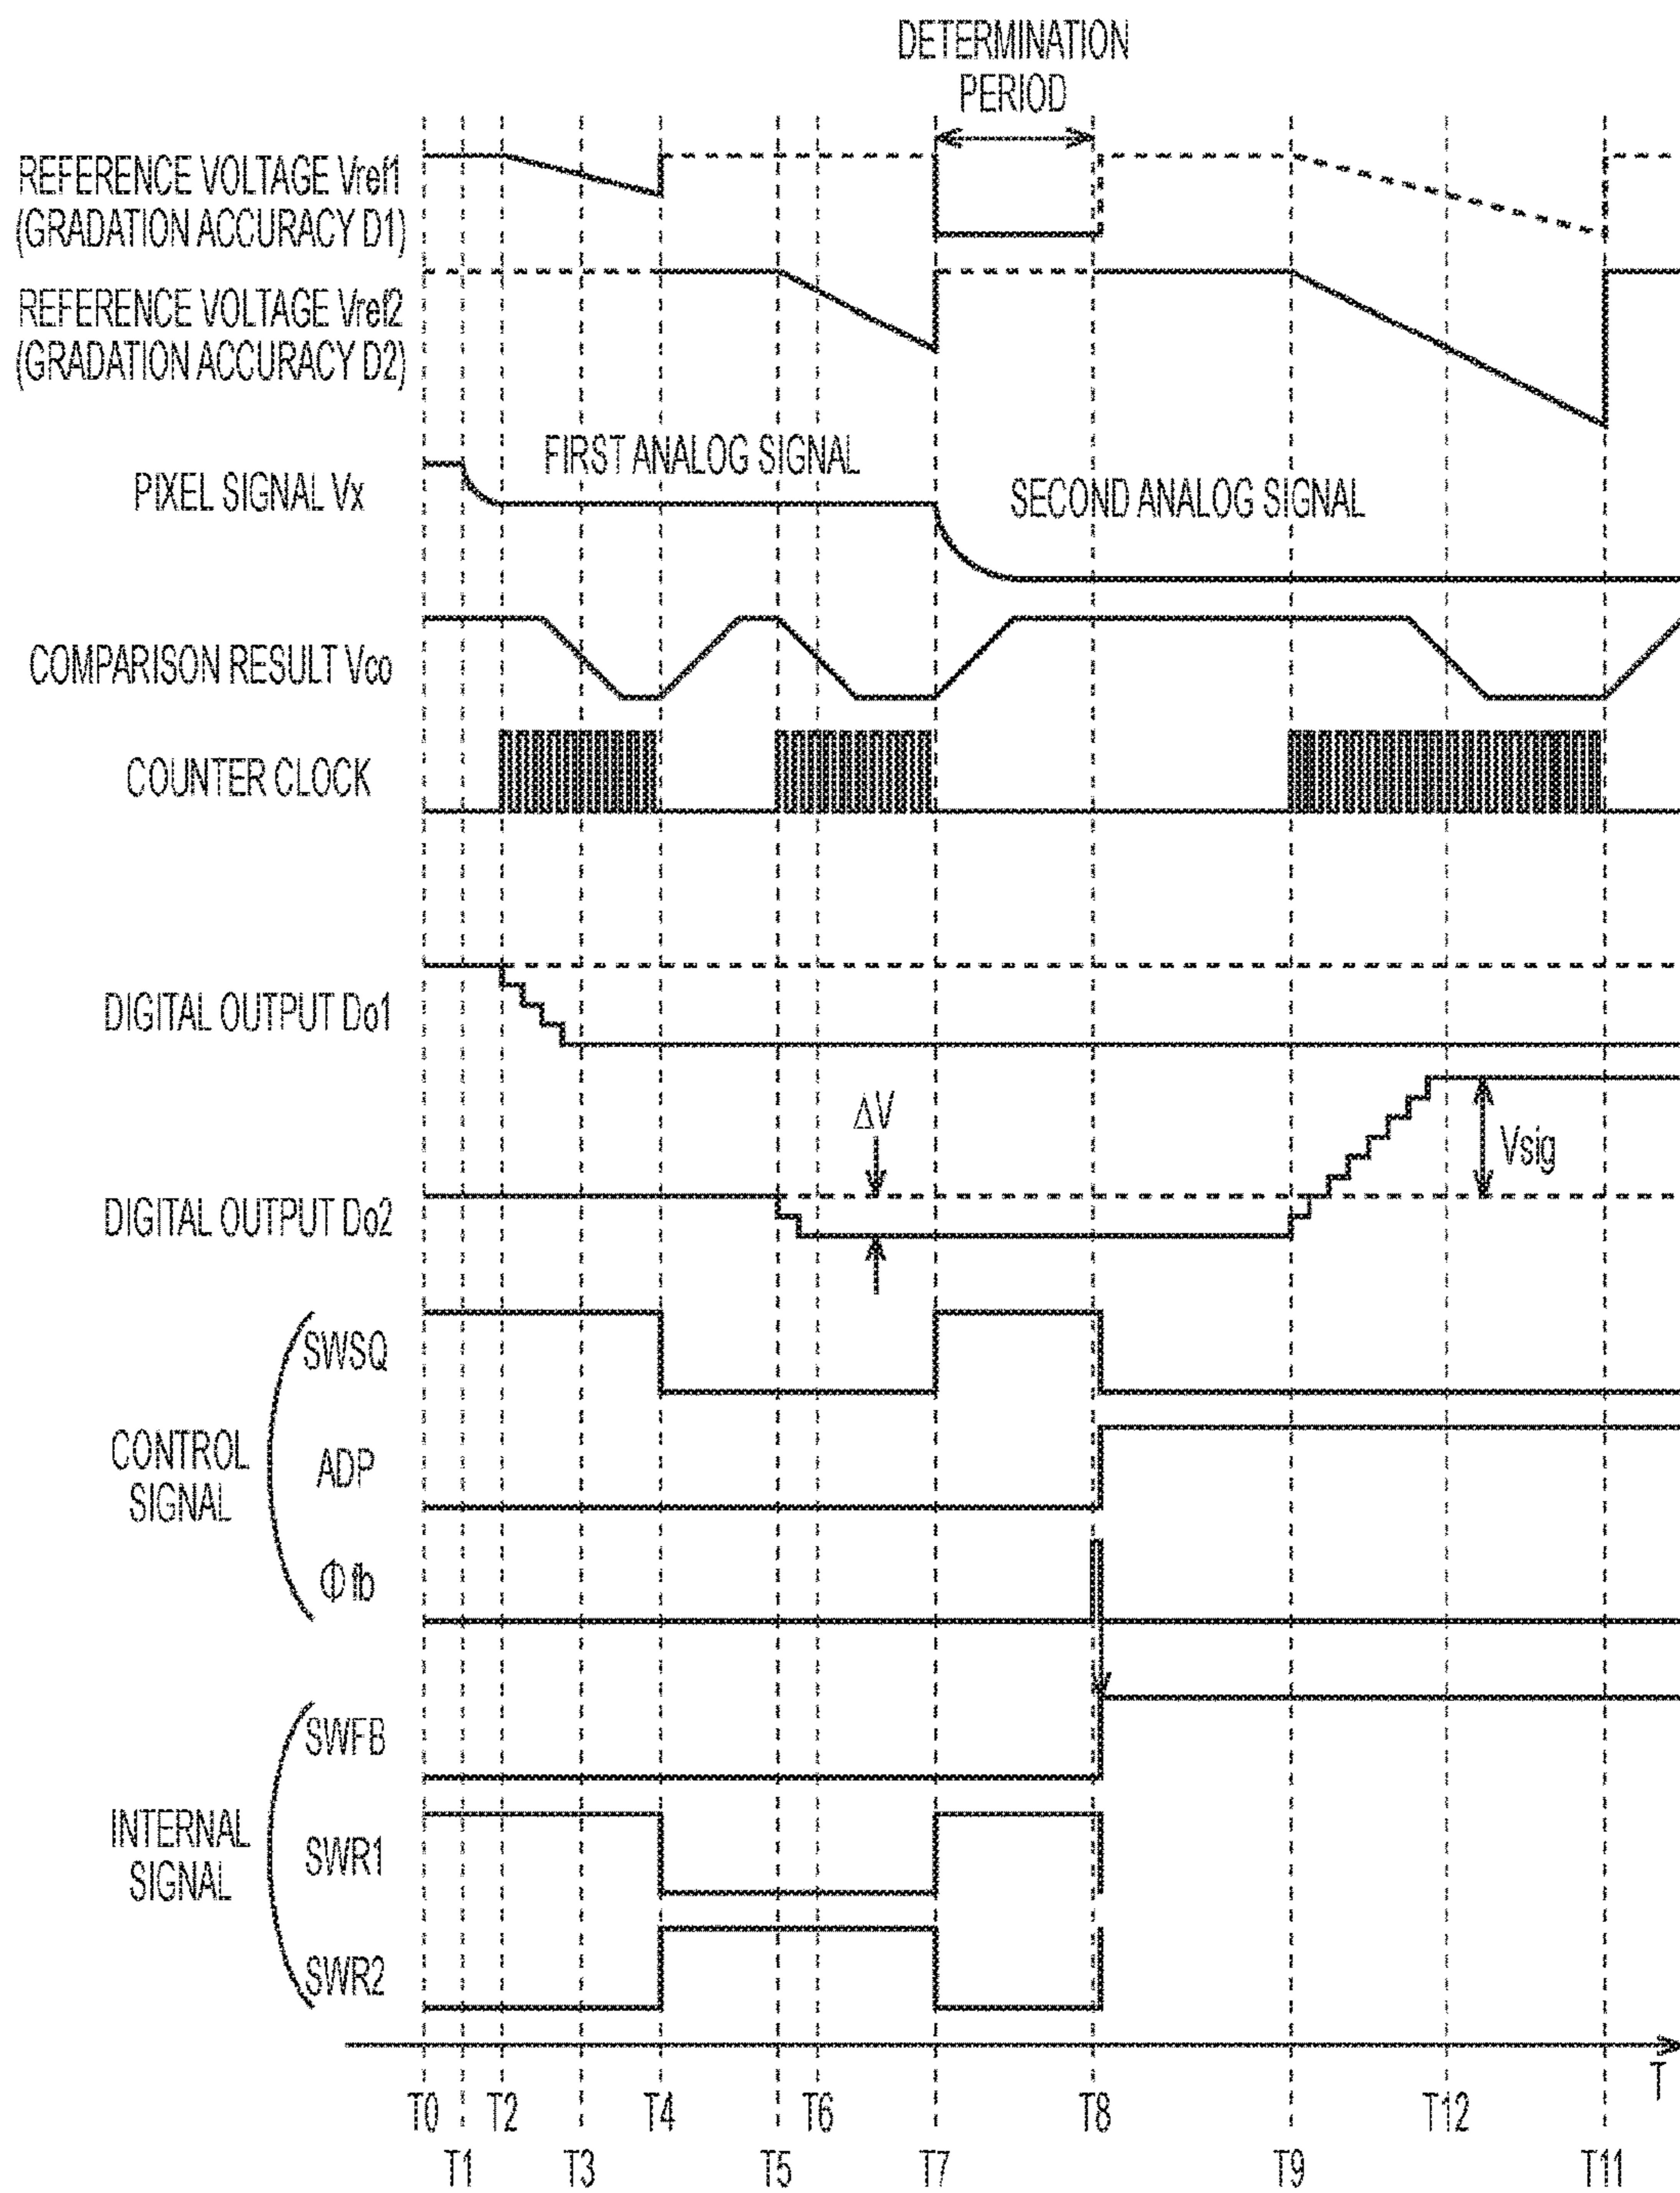 DETERMINATION
PERIOD
REFERENCE VOLTAGE Vref1
(GRADATION ACCURACY D1)
REFERENCE VOLTAGE Vref2
(GRADATION ACCURACY D2)
FIRST ANALOG SIGNAL
PIXEL SIGNAL Vx
SECOND ANALOG SIGNAL
COMPARISON RESULT Vco
COUNTER CLOCK
DIGITAL OUTPUT Do1
ΔV
Vsig
DIGITAL OUTPUT Do2
SWSQ
CONTROL
SIGNAL
ADP
Φfb
SWFB
INTERNAL
SIGNAL
SWR1
SWR2
T
T0 T2 T4 T6 T8 T12
T1 T3 T5 T7 T9 T11